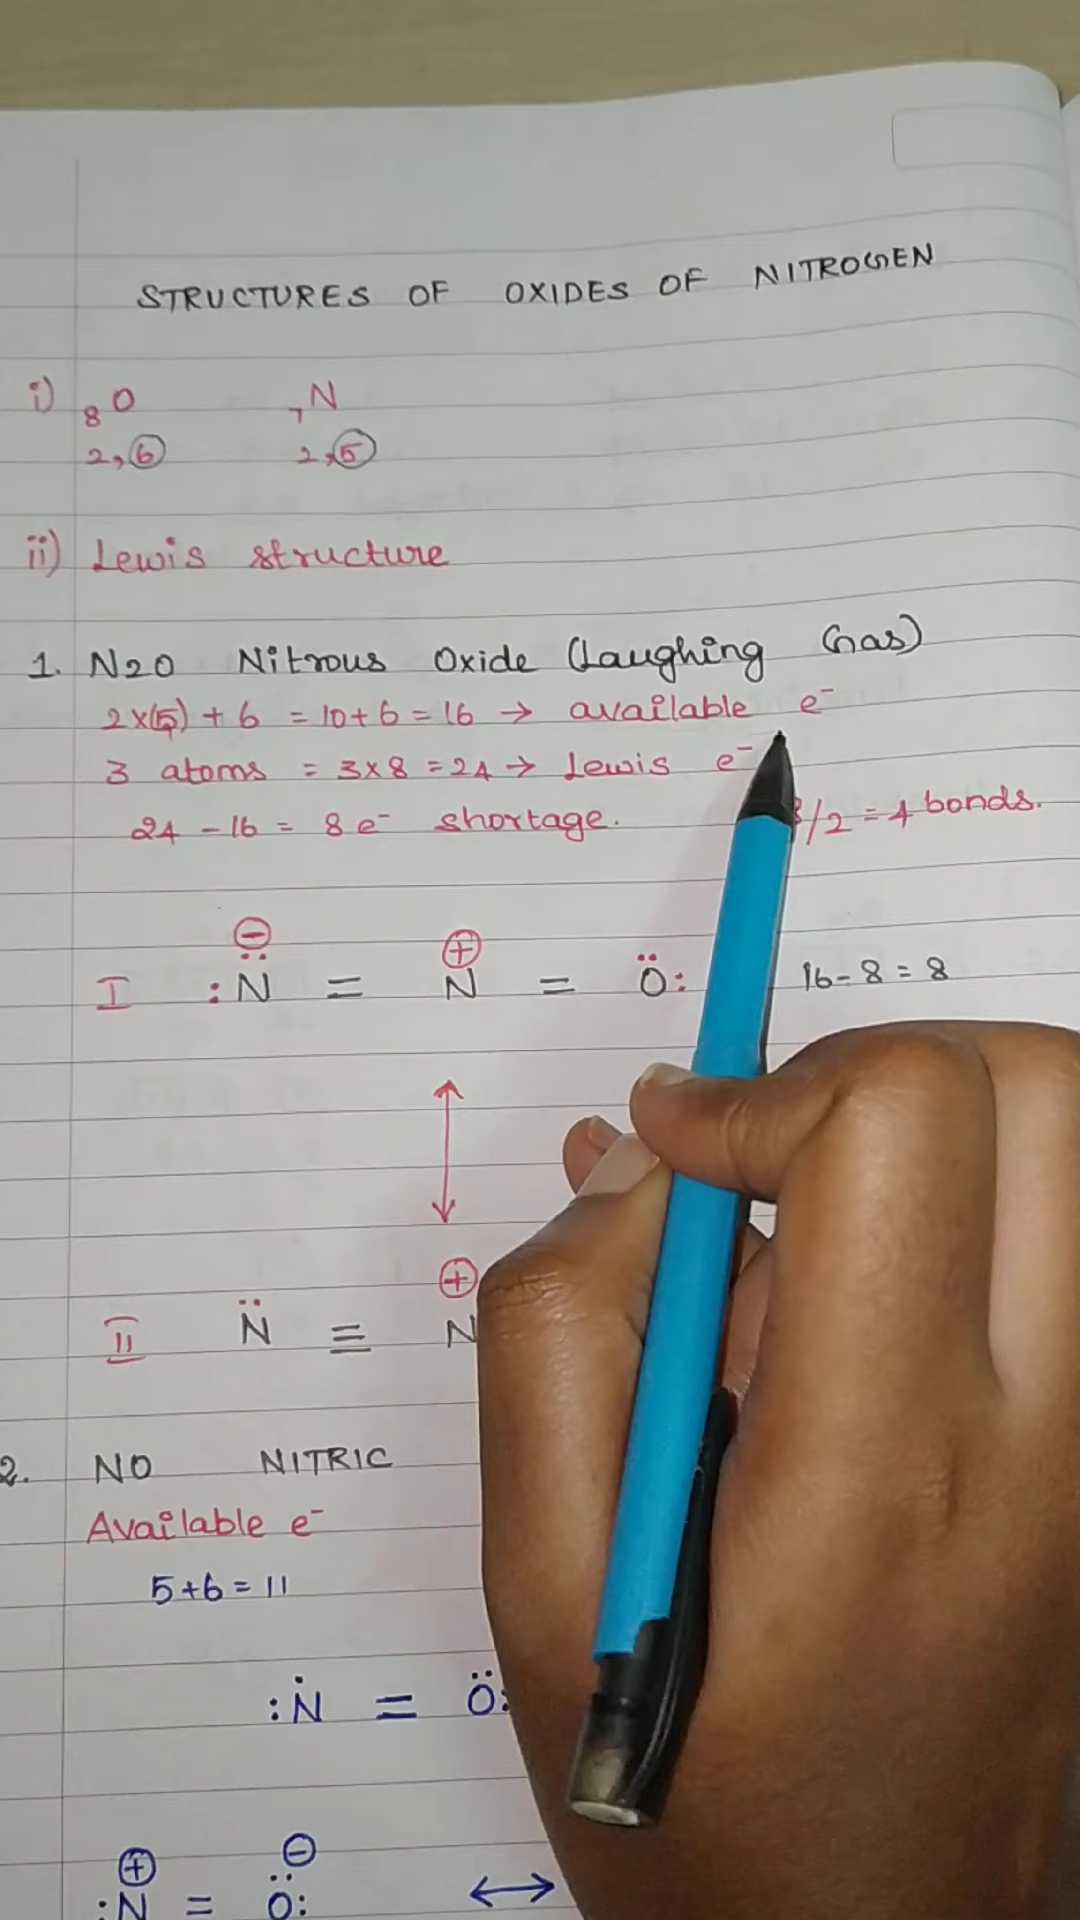 STRUCTURES OF OXIDES OF NITROGEN
i) ₈O ₇N
2,6 2,5
ii) Lewis structure
1. N2O Nitrous Oxide (Laughing Gas)
2×(5) + 6 = 10+6 = 16 → available e⁻
3 atoms = 3×8 = 24 → Lewis e⁻
24 - 16 = 8 e⁻ shortage. 8/2 = 4 bonds.
⊖ ⊕
I :N̈ = N = Ö: 16 - 8 = 8
↕
⊕
II N̈ ≡ N
2. NO NITRIC
Available e⁻
5+6 = 11
:Ṅ = Ö:
⊕ ⊖
:N = Ö: ↔